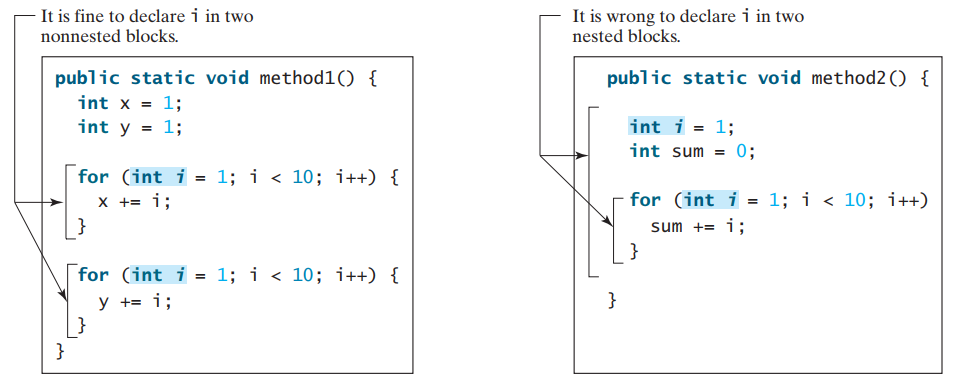 It is fine to declare i in two
nonnested blocks.
public static void method1() {
int x = 1;
int y = 1;
for (int i = 1; i < 10; i++) {
x += i;
}
for (int i = 1; i < 10; i++) {
y += i;
}
}
It is wrong to declare i in two
nested blocks.
public static void method2() {
int i = 1;
int sum = 0;
for (int i = 1; i < 10; i++)
sum += i;
}
}